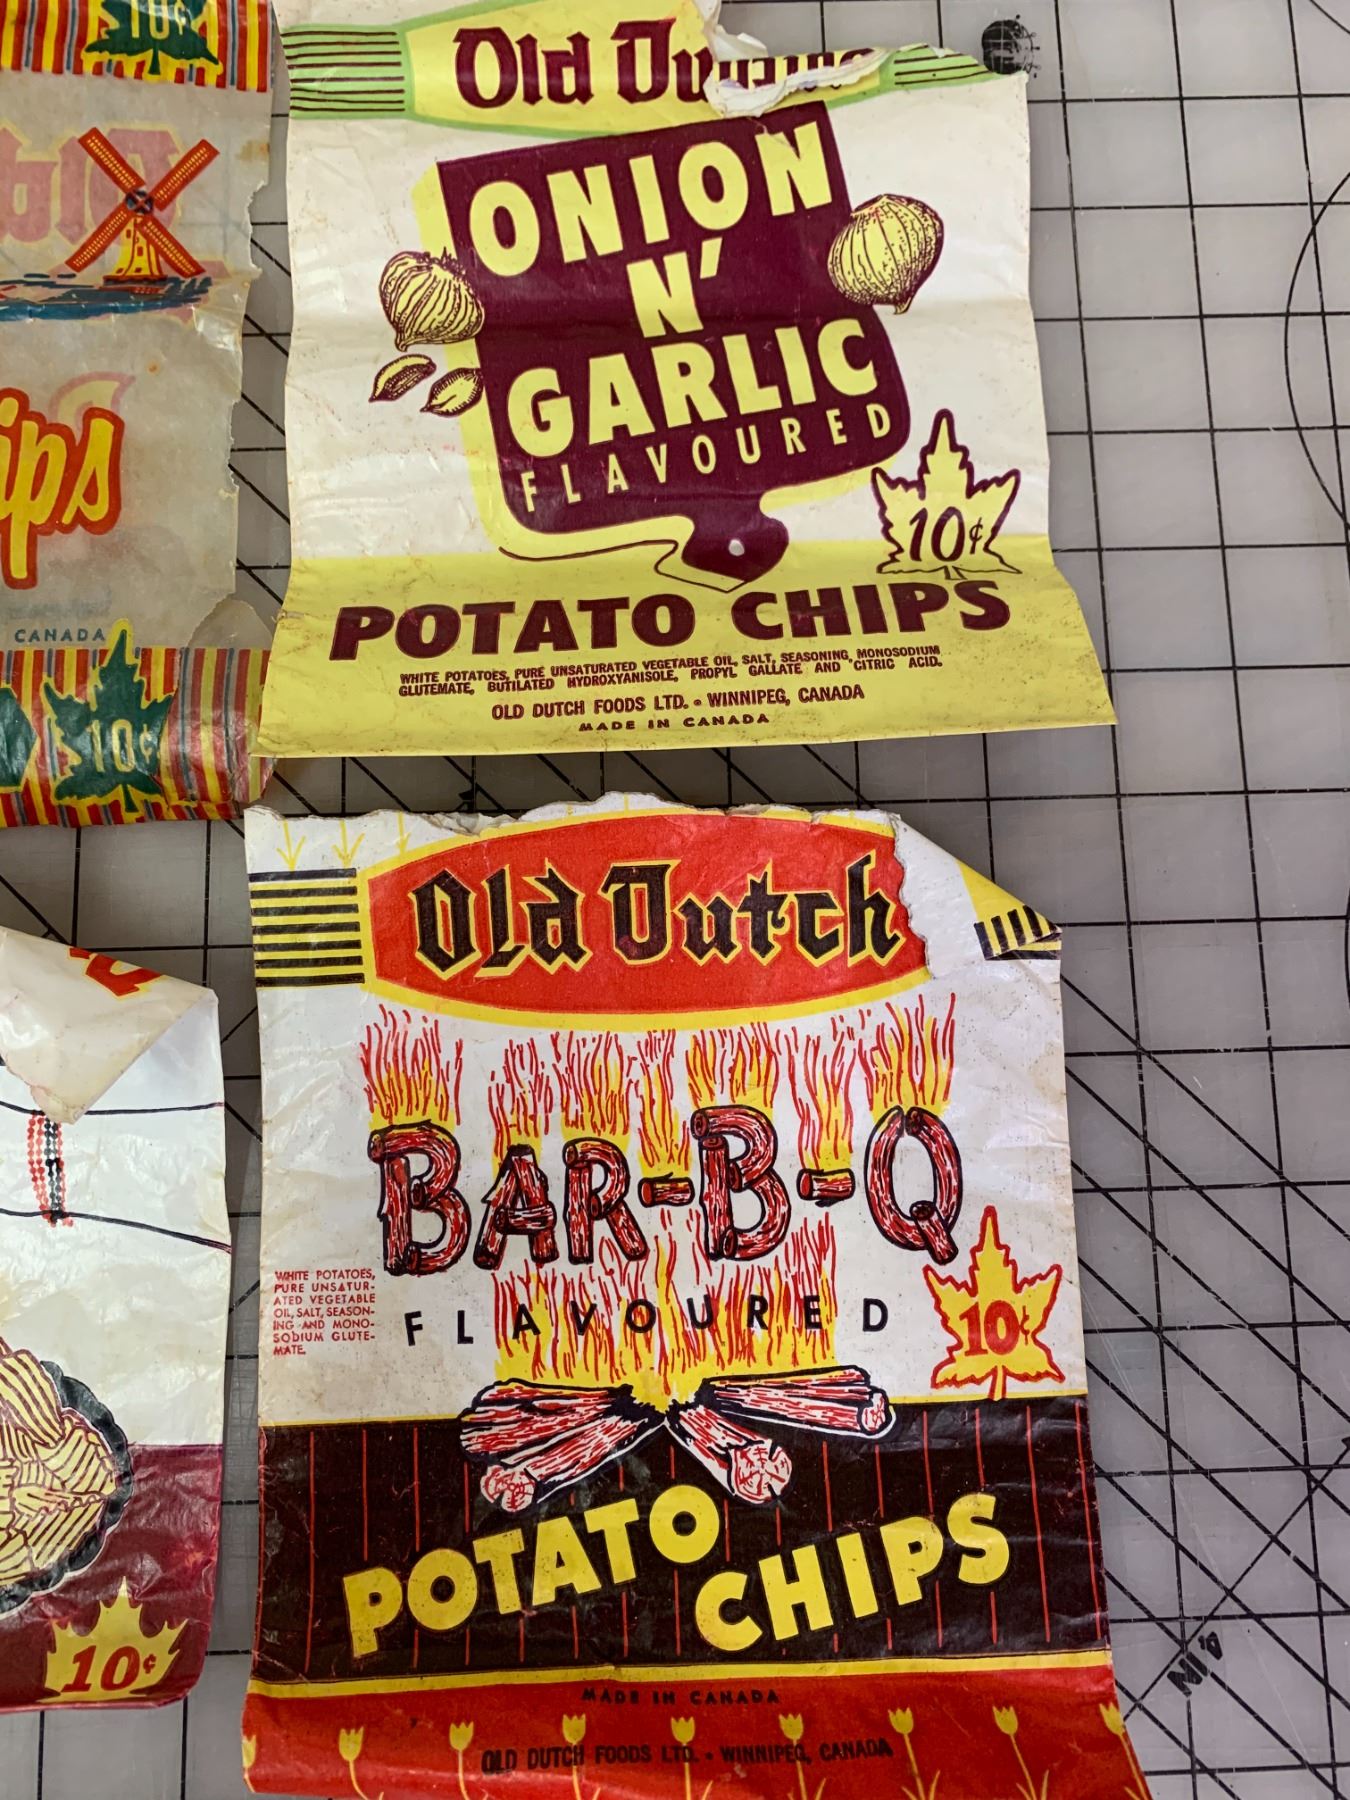 10¢
Old Du
ONION
N'
GARLIC
FLAVOURED
10¢
POTATO CHIPS
WHITE POTATOES, PURE UNSATURATED VEGETABLE OIL, SALT, SEASONING, MONOSODIUM
GLUTEMATE, BUTILATED HYDROXYANISOLE, PROPYL GALLATE AND CITRIC ACID.
OLD DUTCH FOODS LTD. • WINNIPEG, CANADA
MADE IN CANADA
ips
CANADA
10¢
Old Dutch
BAR-B-Q
FLAVOURED
WHITE POTATOES,
PURE UNSATUR-
ATED VEGETABLE
OIL, SALT, SEASON-
ING AND MONO-
SODIUM GLUTE-
MATE.
10¢
POTATO
CHIPS
MADE IN CANADA
OLD DUTCH FOODS LTD. • WINNIPEG, CANADA
10¢